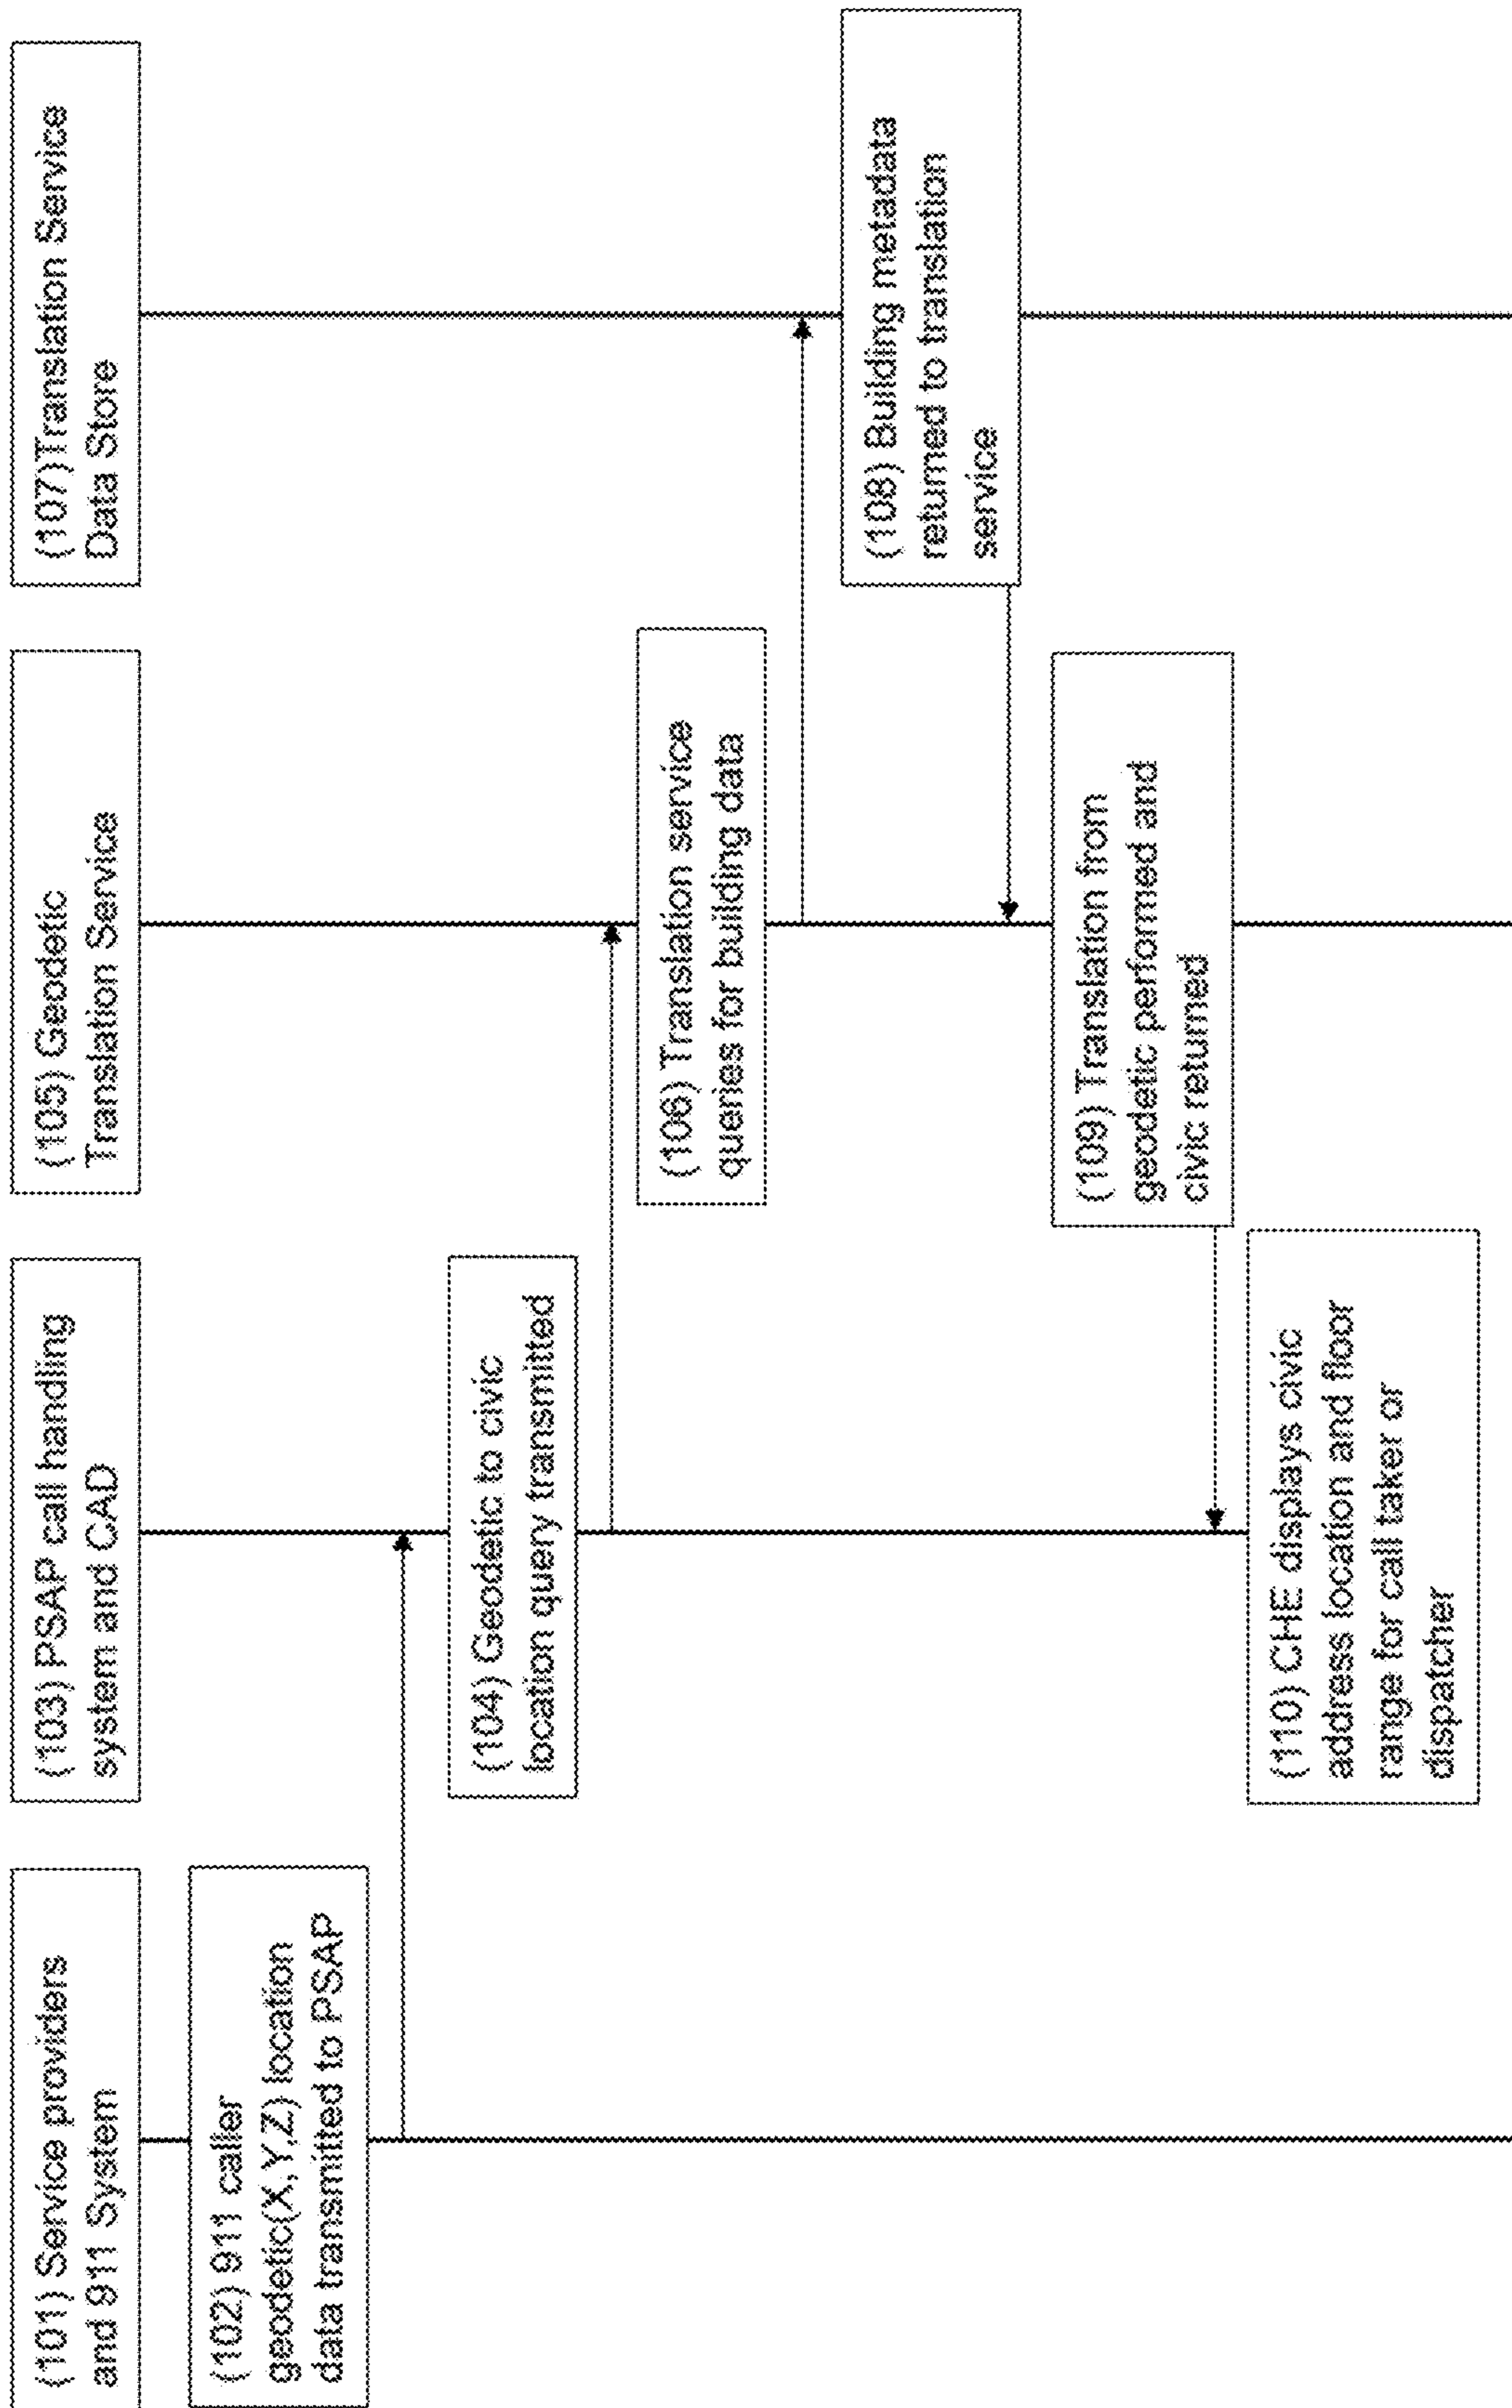 (101) Service providers
and 911 System
(103) PSAP call handling
system and CAD
(105) Geodetic
Translation Service
(107)Translation Service
Data Store
(102) 911 caller
geodetic(X,Y,Z) location
data transmitted to PSAP
(104) Geodetic to civic
location query transmitted
(106) Translation service
queries for building data
(108) Building metadata
returned to translation
service
(109) Translation from
geodetic performed and
civic returned
(110) CHE displays civic
address location and floor
range for call taker or
dispatcher